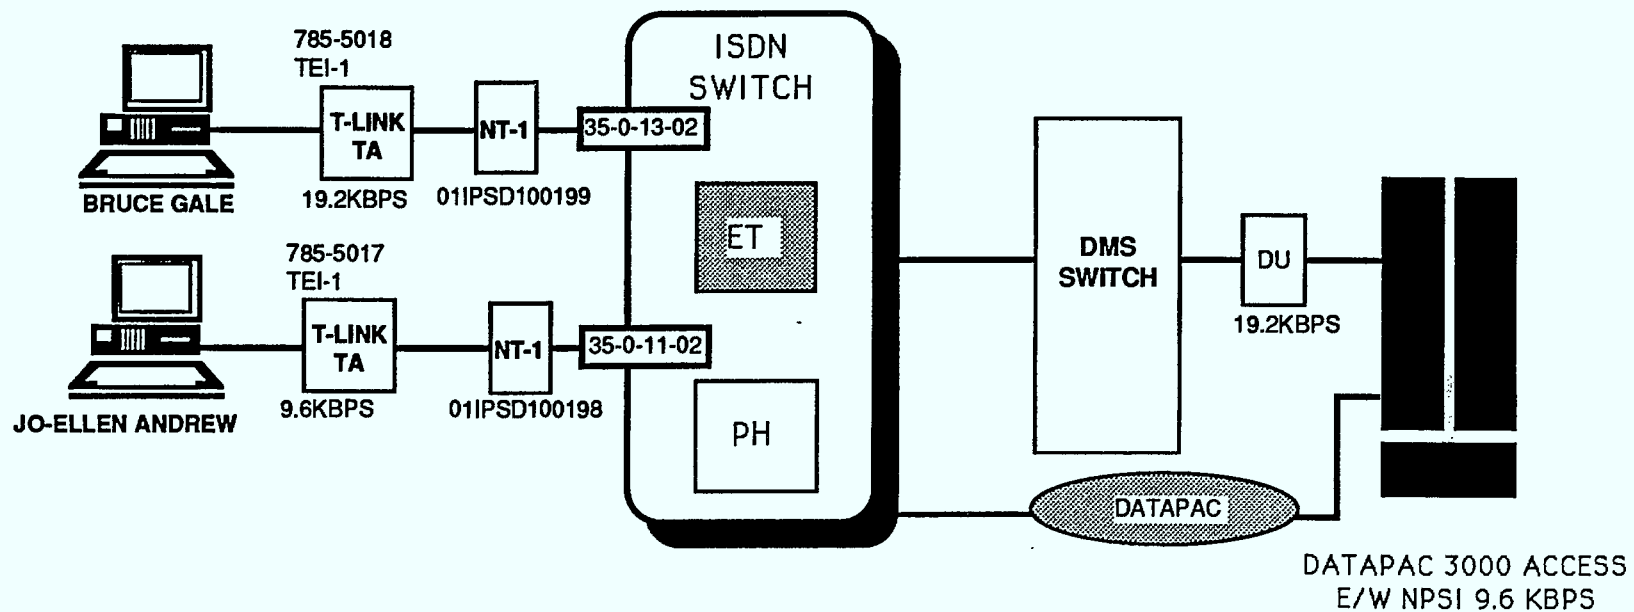 785-5018
TEI-1
T-LINK
TA
19.2KBPS
NT-1
01IPSD100199
35-0-13-02
BRUCE GALE
785-5017
TEI-1
T-LINK
TA
9.6KBPS
NT-1
01IPSD100198
35-0-11-02
JO-ELLEN ANDREW
ISDN
SWITCH
ET
PH
DMS
SWITCH
DU
19.2KBPS
DATAPAC
DATAPAC 3000 ACCESS
E/W NPSI 9.6 KBPS